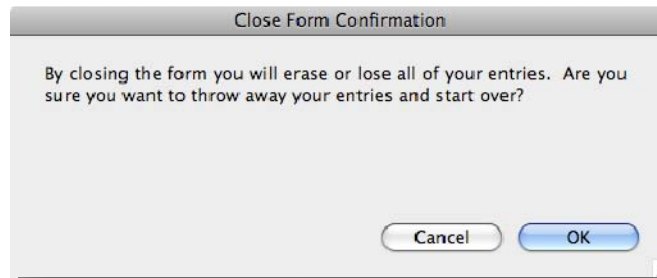 Close Form Confirmation
By closing the form you will erase or lose all of your entries.  Are you
sure you want to throw away your entries and start over?
Cancel
OK